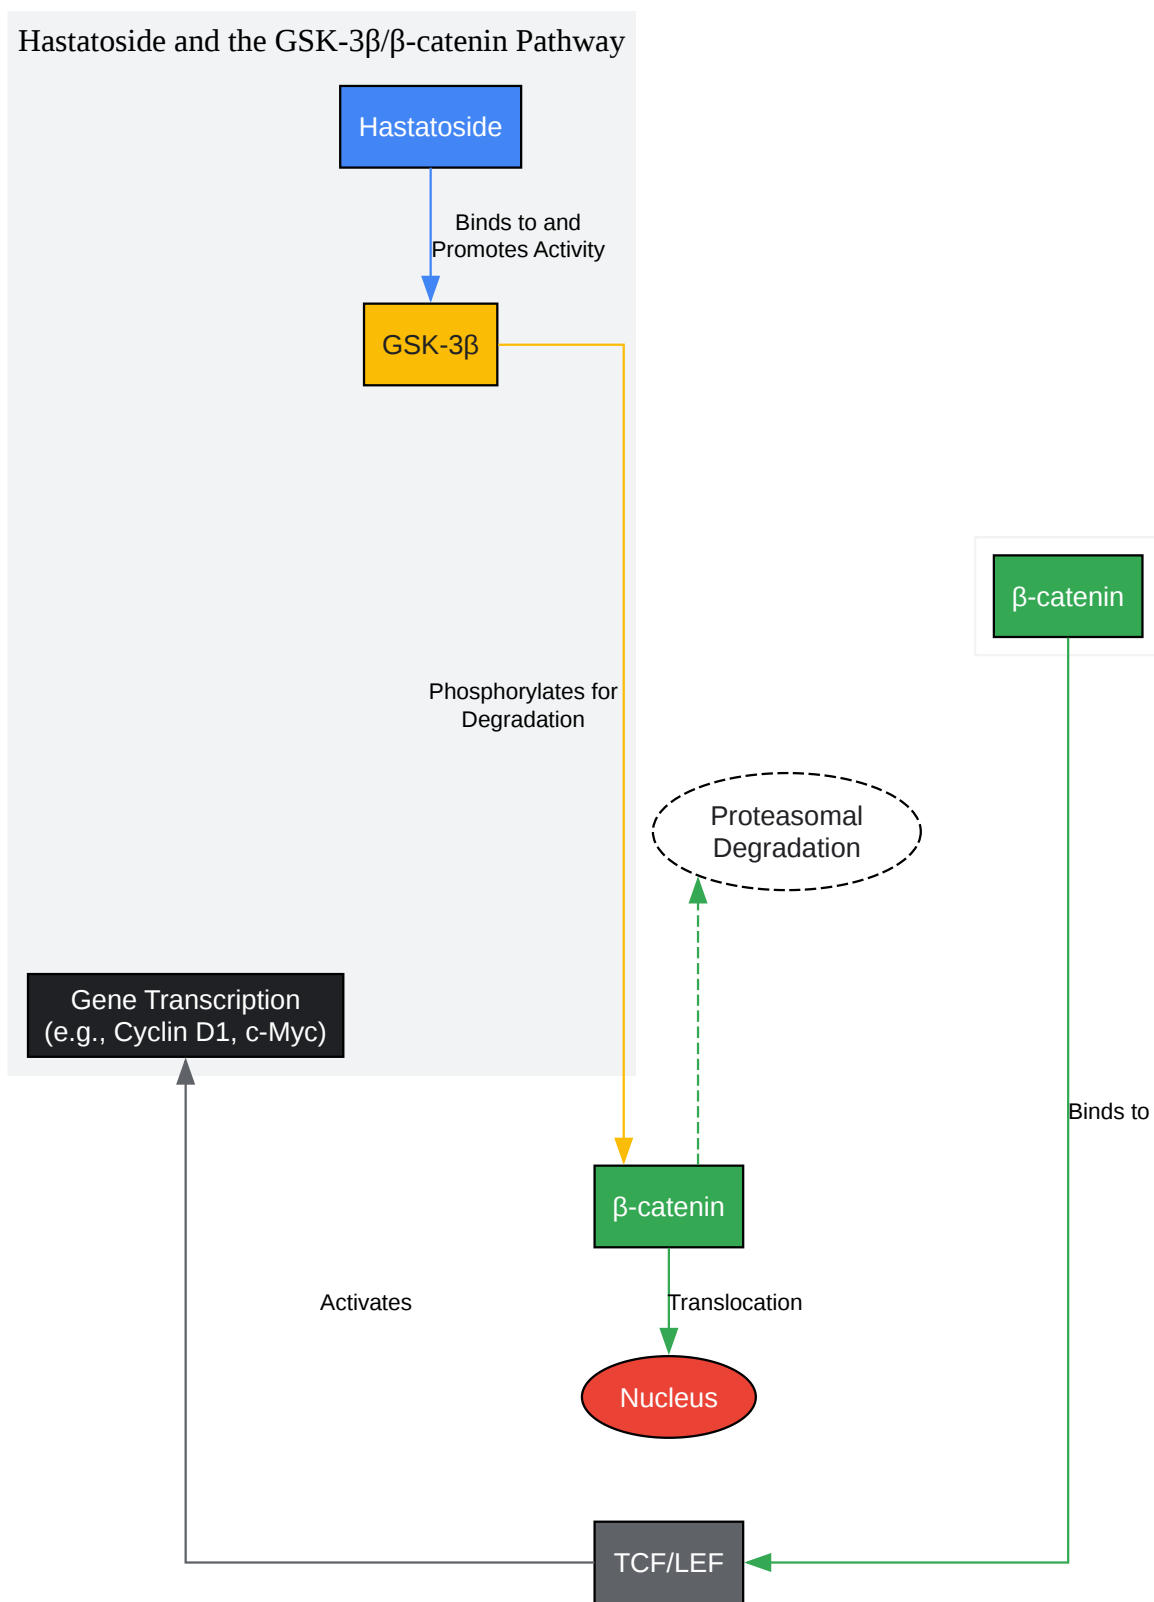 Hastatoside and the GSK-3β/β-catenin Pathway
Hastatoside
Binds to and
Promotes Activity
GSK-3β
β-catenin
Phosphorylates for
Degradation
Proteasomal
Degradation
Gene Transcription
(e.g., Cyclin D1, c-Myc)
Binds to
β-catenin
Activates
Translocation
Nucleus
TCF/LEF